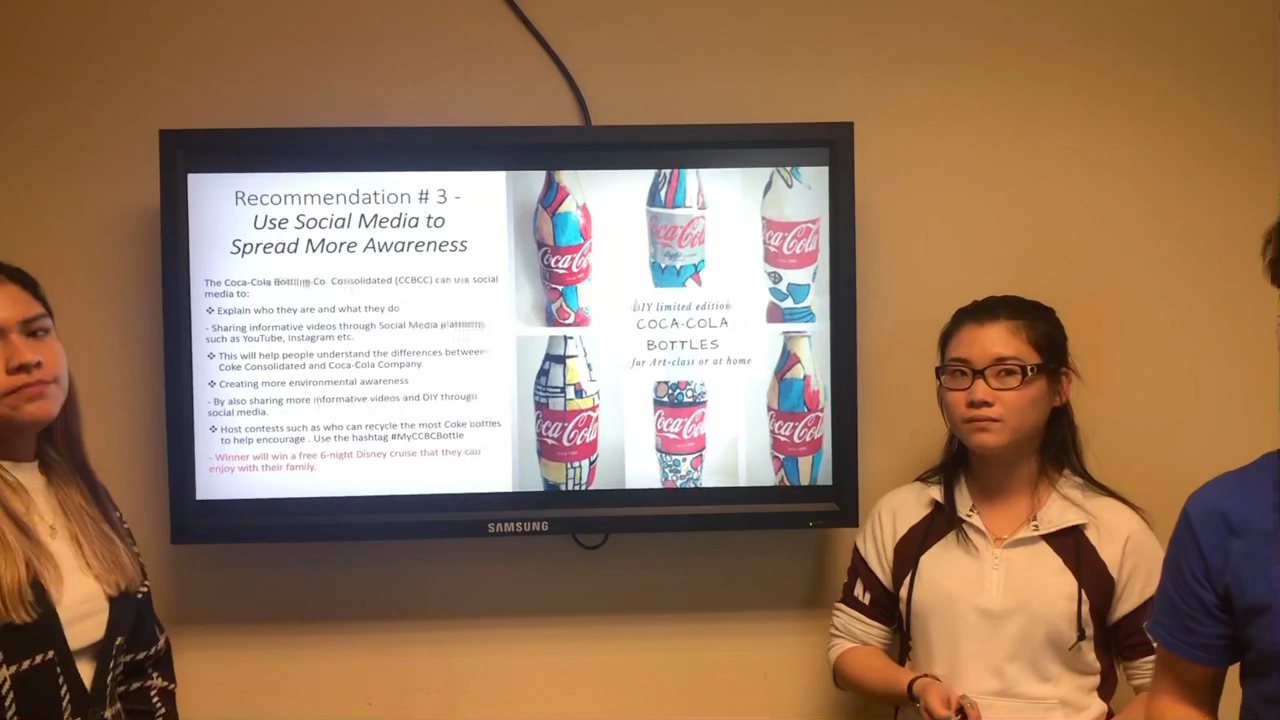 Recommendation # 3 -
Use Social Media to
Spread More Awareness
The Coca-Cola Bottling Co Consolidated (CCBCC) can use social
media to:
❖ Explain who they are and what they do
- Sharing informative videos through Social Media platforms
such as YouTube, Instagram etc.
❖ This will help people understand the differences between
Coke Consolidated and Coca-Cola Company.
❖ Creating more environmental awareness
- By also sharing more informative videos and DIY through
social media.
❖ Host contests such as who can recycle the most Coke bottles
to help encourage . Use the hashtag #MyCCBCBottle
- Winner will win a free 6-night Disney cruise that they can
enjoy with their family.
Coca-Cola
Coca-Cola
light
Coca-Cola
DIY limited edition
COCA-COLA
BOTTLES
for Art-class or at home
Coca-Cola
Coca-Cola
Coca-Cola
SAMSUNG